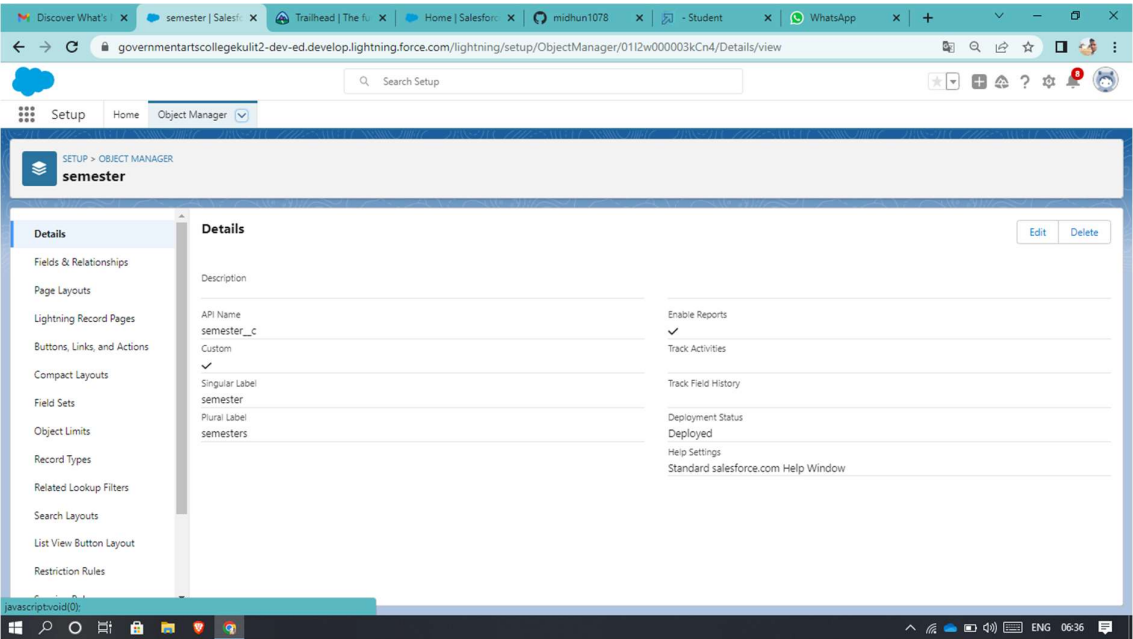 Discover What's
semester | Salesfo
Trailhead | The fu
Home | Salesforc
midhun1078
- Student
WhatsApp
governmentartscollegekulit2-dev-ed.develop.lightning.force.com/lightning/setup/ObjectManager/01I2w000003kCn4/Details/view
Search Setup
8
Setup
Home
Object Manager
SETUP > OBJECT MANAGER
semester
Details
Fields & Relationships
Page Layouts
Lightning Record Pages
Buttons, Links, and Actions
Compact Layouts
Field Sets
Object Limits
Record Types
Related Lookup Filters
Search Layouts
List View Button Layout
Restriction Rules
Details
Edit
Delete
Description
API Name
semester__c
Custom
Singular Label
semester
Plural Label
semesters
Enable Reports
Track Activities
Track Field History
Deployment Status
Deployed
Help Settings
Standard salesforce.com Help Window
javascript:void(0);
ENG 06:36